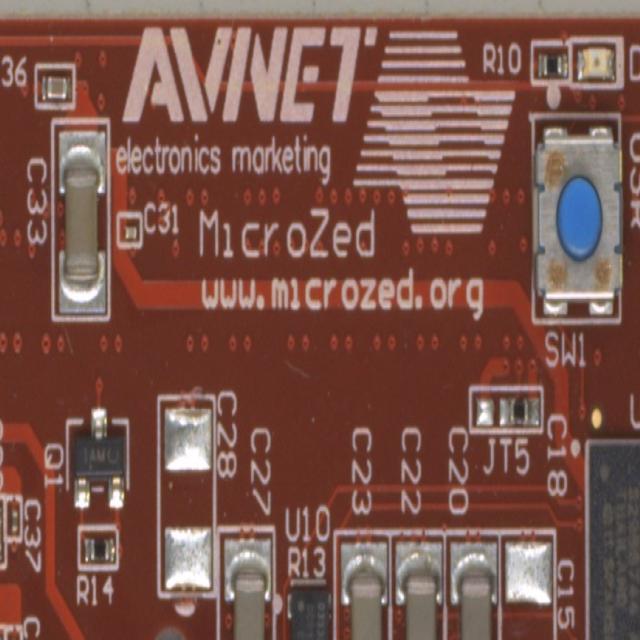 AVNET
electronics marketing
MicroZed
www.microzed.org
R10
36
C33
C31
SW1
JT5
C28
C27
C23
C22
C20
C18
Q1
1AM
C37
R14
U10
R13
C15